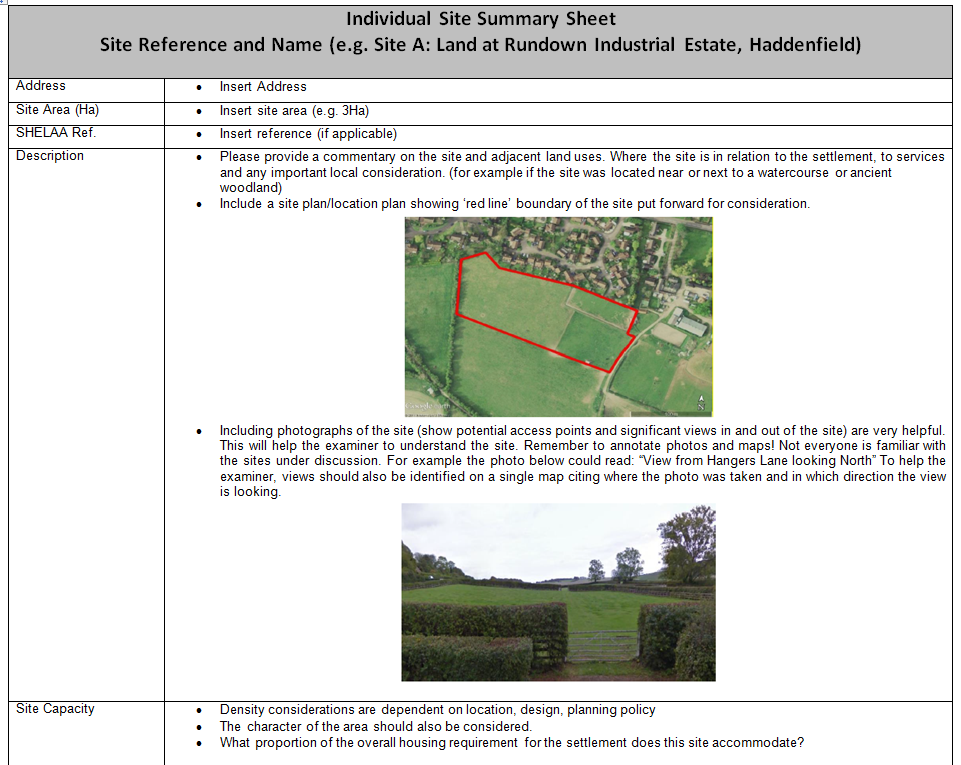 Individual Site Summary Sheet
Site Reference and Name (e.g. Site A: Land at Rundown Industrial Estate, Haddenfield)
Address
• Insert Address
Site Area (Ha)
• Insert site area (e.g. 3Ha)
SHELAA Ref.
• Insert reference (if applicable)
Description
• Please provide a commentary on the site and adjacent land uses. Where the site is in relation to the settlement, to services
and any important local consideration. (for example if the site was located near or next to a watercourse or ancient
woodland)
• Include a site plan/location plan showing ‘red line’ boundary of the site put forward for consideration.
• Including photographs of the site (show potential access points and significant views in and out of the site) are very helpful.
This will help the examiner to understand the site. Remember to annotate photos and maps! Not everyone is familiar with
the sites under discussion. For example the photo below could read: “View from Hangers Lane looking North” To help the
examiner, views should also be identified on a single map citing where the photo was taken and in which direction the view
is looking.
Site Capacity
• Density considerations are dependent on location, design, planning policy
• The character of the area should also be considered.
• What proportion of the overall housing requirement for the settlement does this site accommodate?